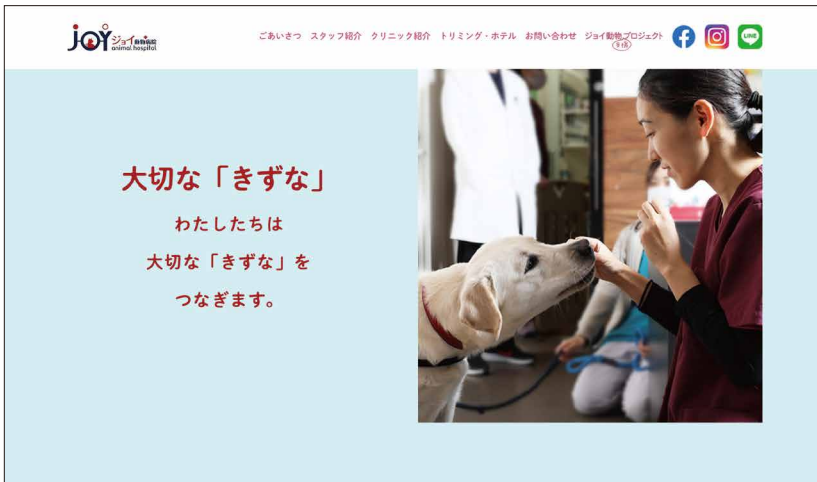 JOY ジョイ動物病院
animal hospital
ごあいさつ スタッフ紹介 クリニック紹介 トリミング・ホテル お問い合わせ ジョイ動物プロジェクト
LINE
大切な「きずな」
わたしたちは
大切な「きずな」を
つなぎます。